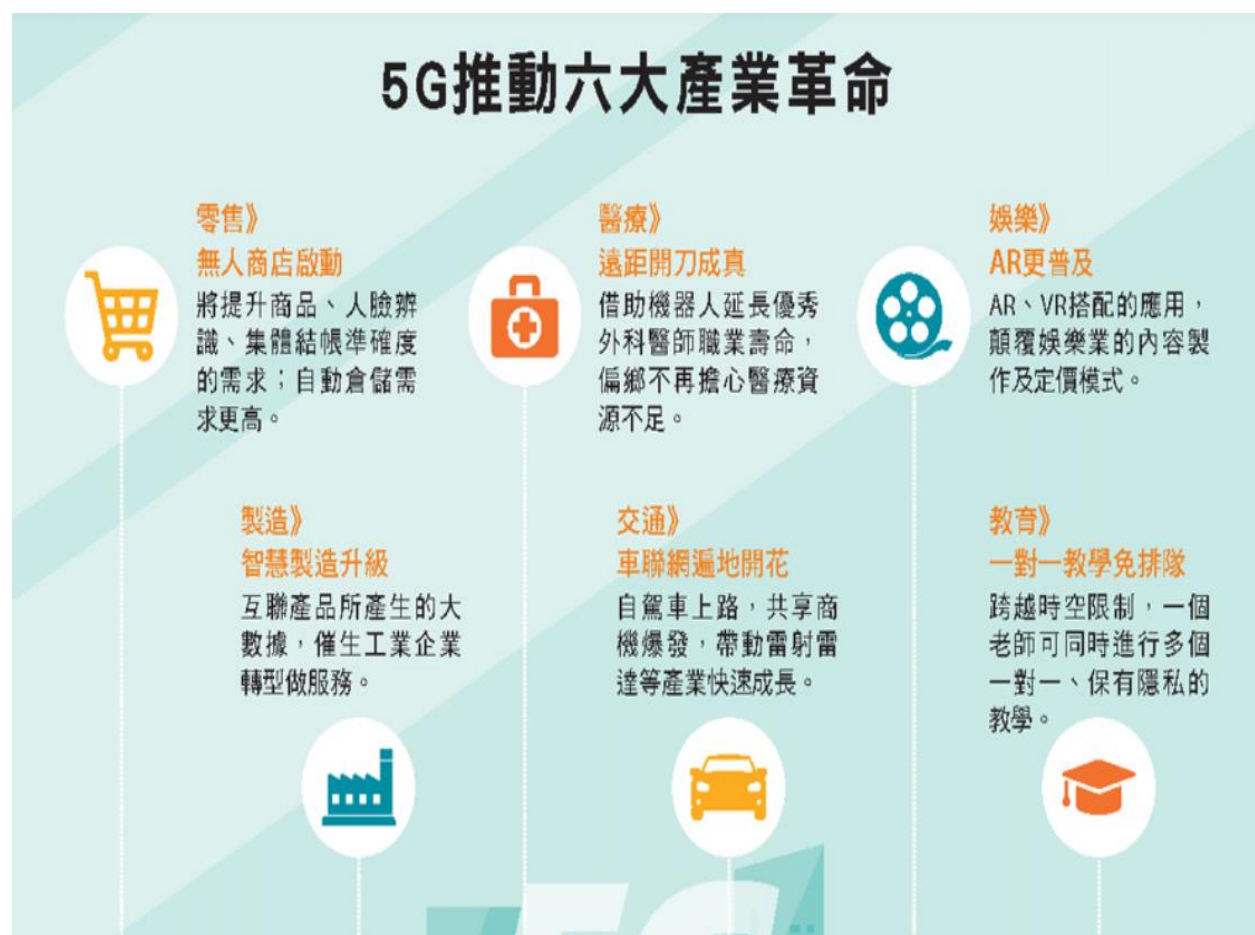 5G推動六大產業革命
零售》
無人商店啟動
將提升商品、人臉辨
識、集體結帳準確度
的需求；自動倉儲需
求更高。
醫療》
遠距開刀成真
借助機器人延長優秀
外科醫師職業壽命，
偏鄉不再擔心醫療資
源不足。
娛樂》
AR更普及
AR、VR搭配的應用，
顛覆娛樂業的內容製
作及定價模式。
製造》
智慧製造升級
互聯產品所產生的大
數據，催生工業企業
轉型做服務。
交通》
車聯網遍地開花
自駕車上路，共享商
機爆發，帶動雷射雷
達等產業快速成長。
教育》
一對一教學免排隊
跨越時空限制，一個
老師可同時進行多個
一對一、保有隱私的
教學。
5G